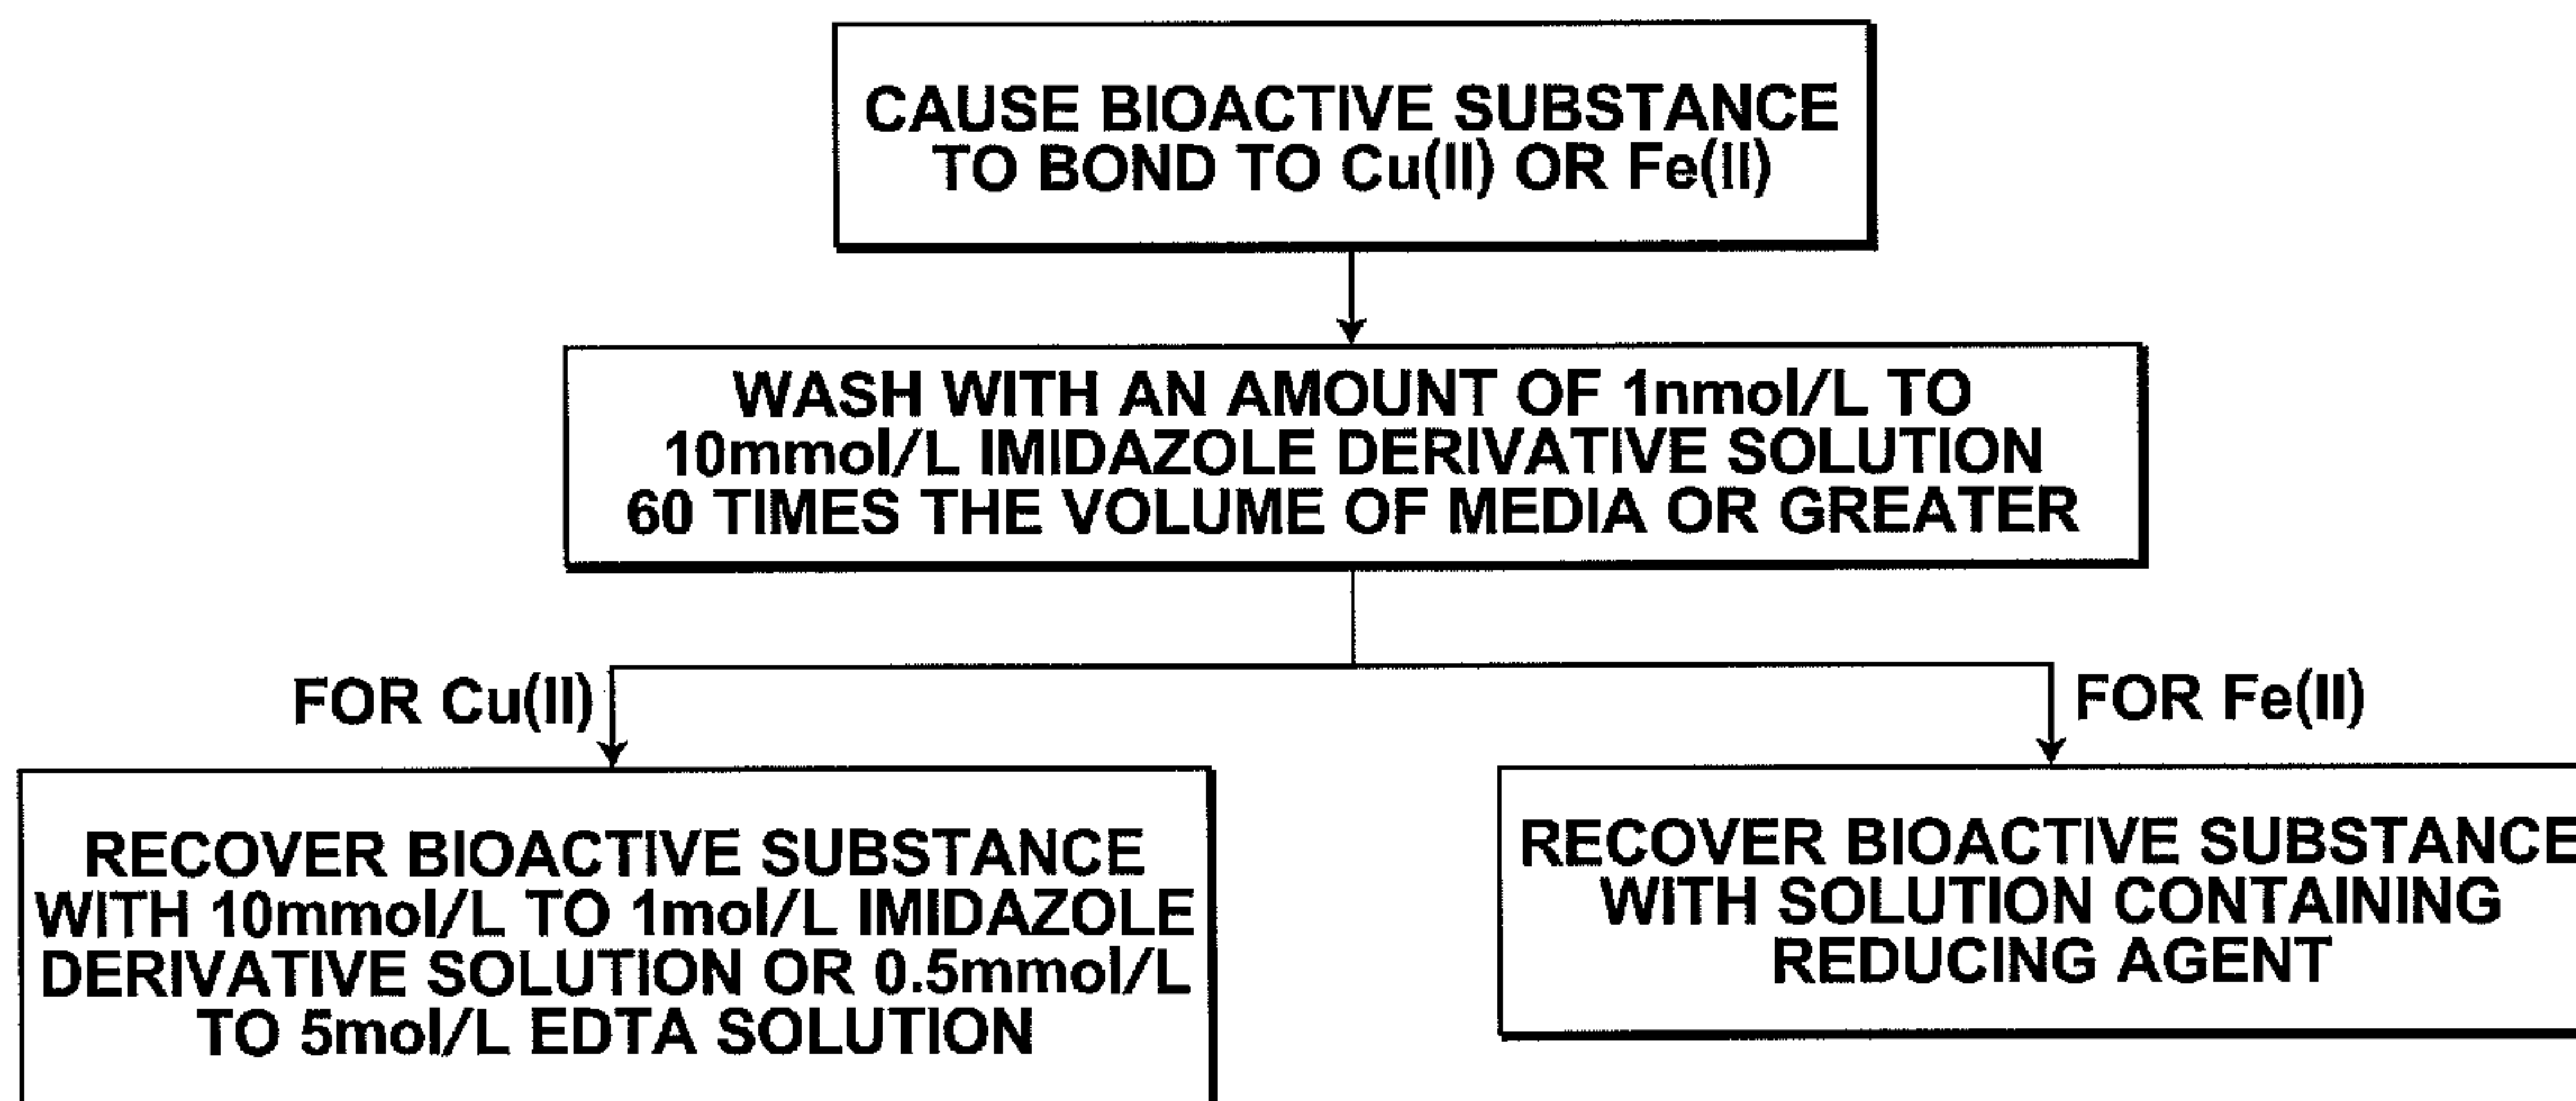 CAUSE BIOACTIVE SUBSTANCE
TO BOND TO Cu(II) OR Fe(II)
WASH WITH AN AMOUNT OF 1nmol/L TO
10mmol/L IMIDAZOLE DERIVATIVE SOLUTION
60 TIMES THE VOLUME OF MEDIA OR GREATER
FOR Cu(II)
FOR Fe(II)
RECOVER BIOACTIVE SUBSTANCE
WITH 10mmol/L TO 1mol/L IMIDAZOLE
DERIVATIVE SOLUTION OR 0.5mmol/L
TO 5mol/L EDTA SOLUTION
RECOVER BIOACTIVE SUBSTANCE
WITH SOLUTION CONTAINING
REDUCING AGENT